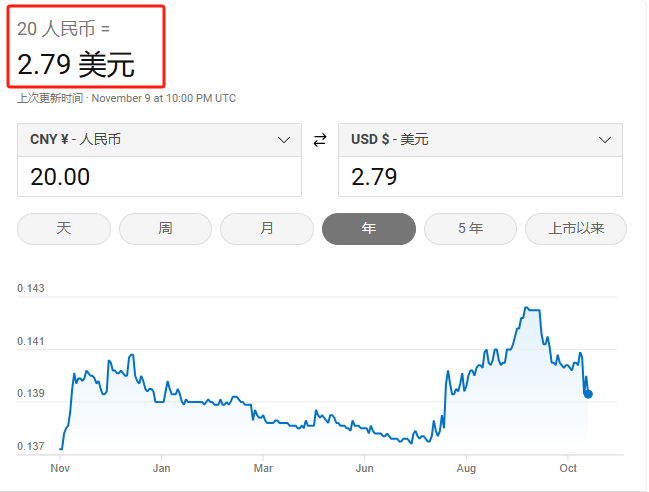 20 人民币 =
2.79 美元
上次更新时间 · November 9 at 10:00 PM UTC
CNY ¥ - 人民币
USD $ - 美元
20.00
2.79
天
周
月
年
5 年
上市以来
0.143
0.141
0.139
0.137
Nov
Jan
Mar
Jun
Aug
Oct